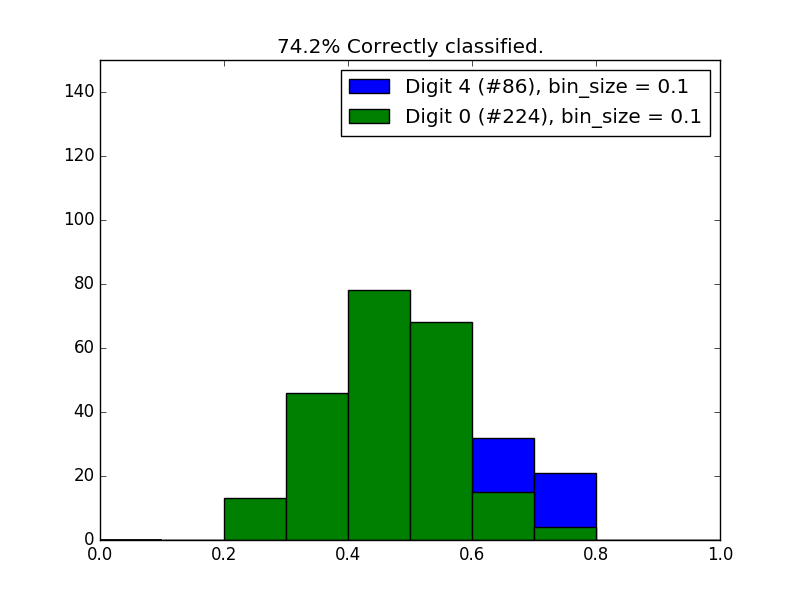 74.2% Correctly classified.
Digit 4 (#86), bin_size = 0.1
Digit 0 (#224), bin_size = 0.1
140
120
100
80
60
40
20
0
0.0 0.2 0.4 0.6 0.8 1.0